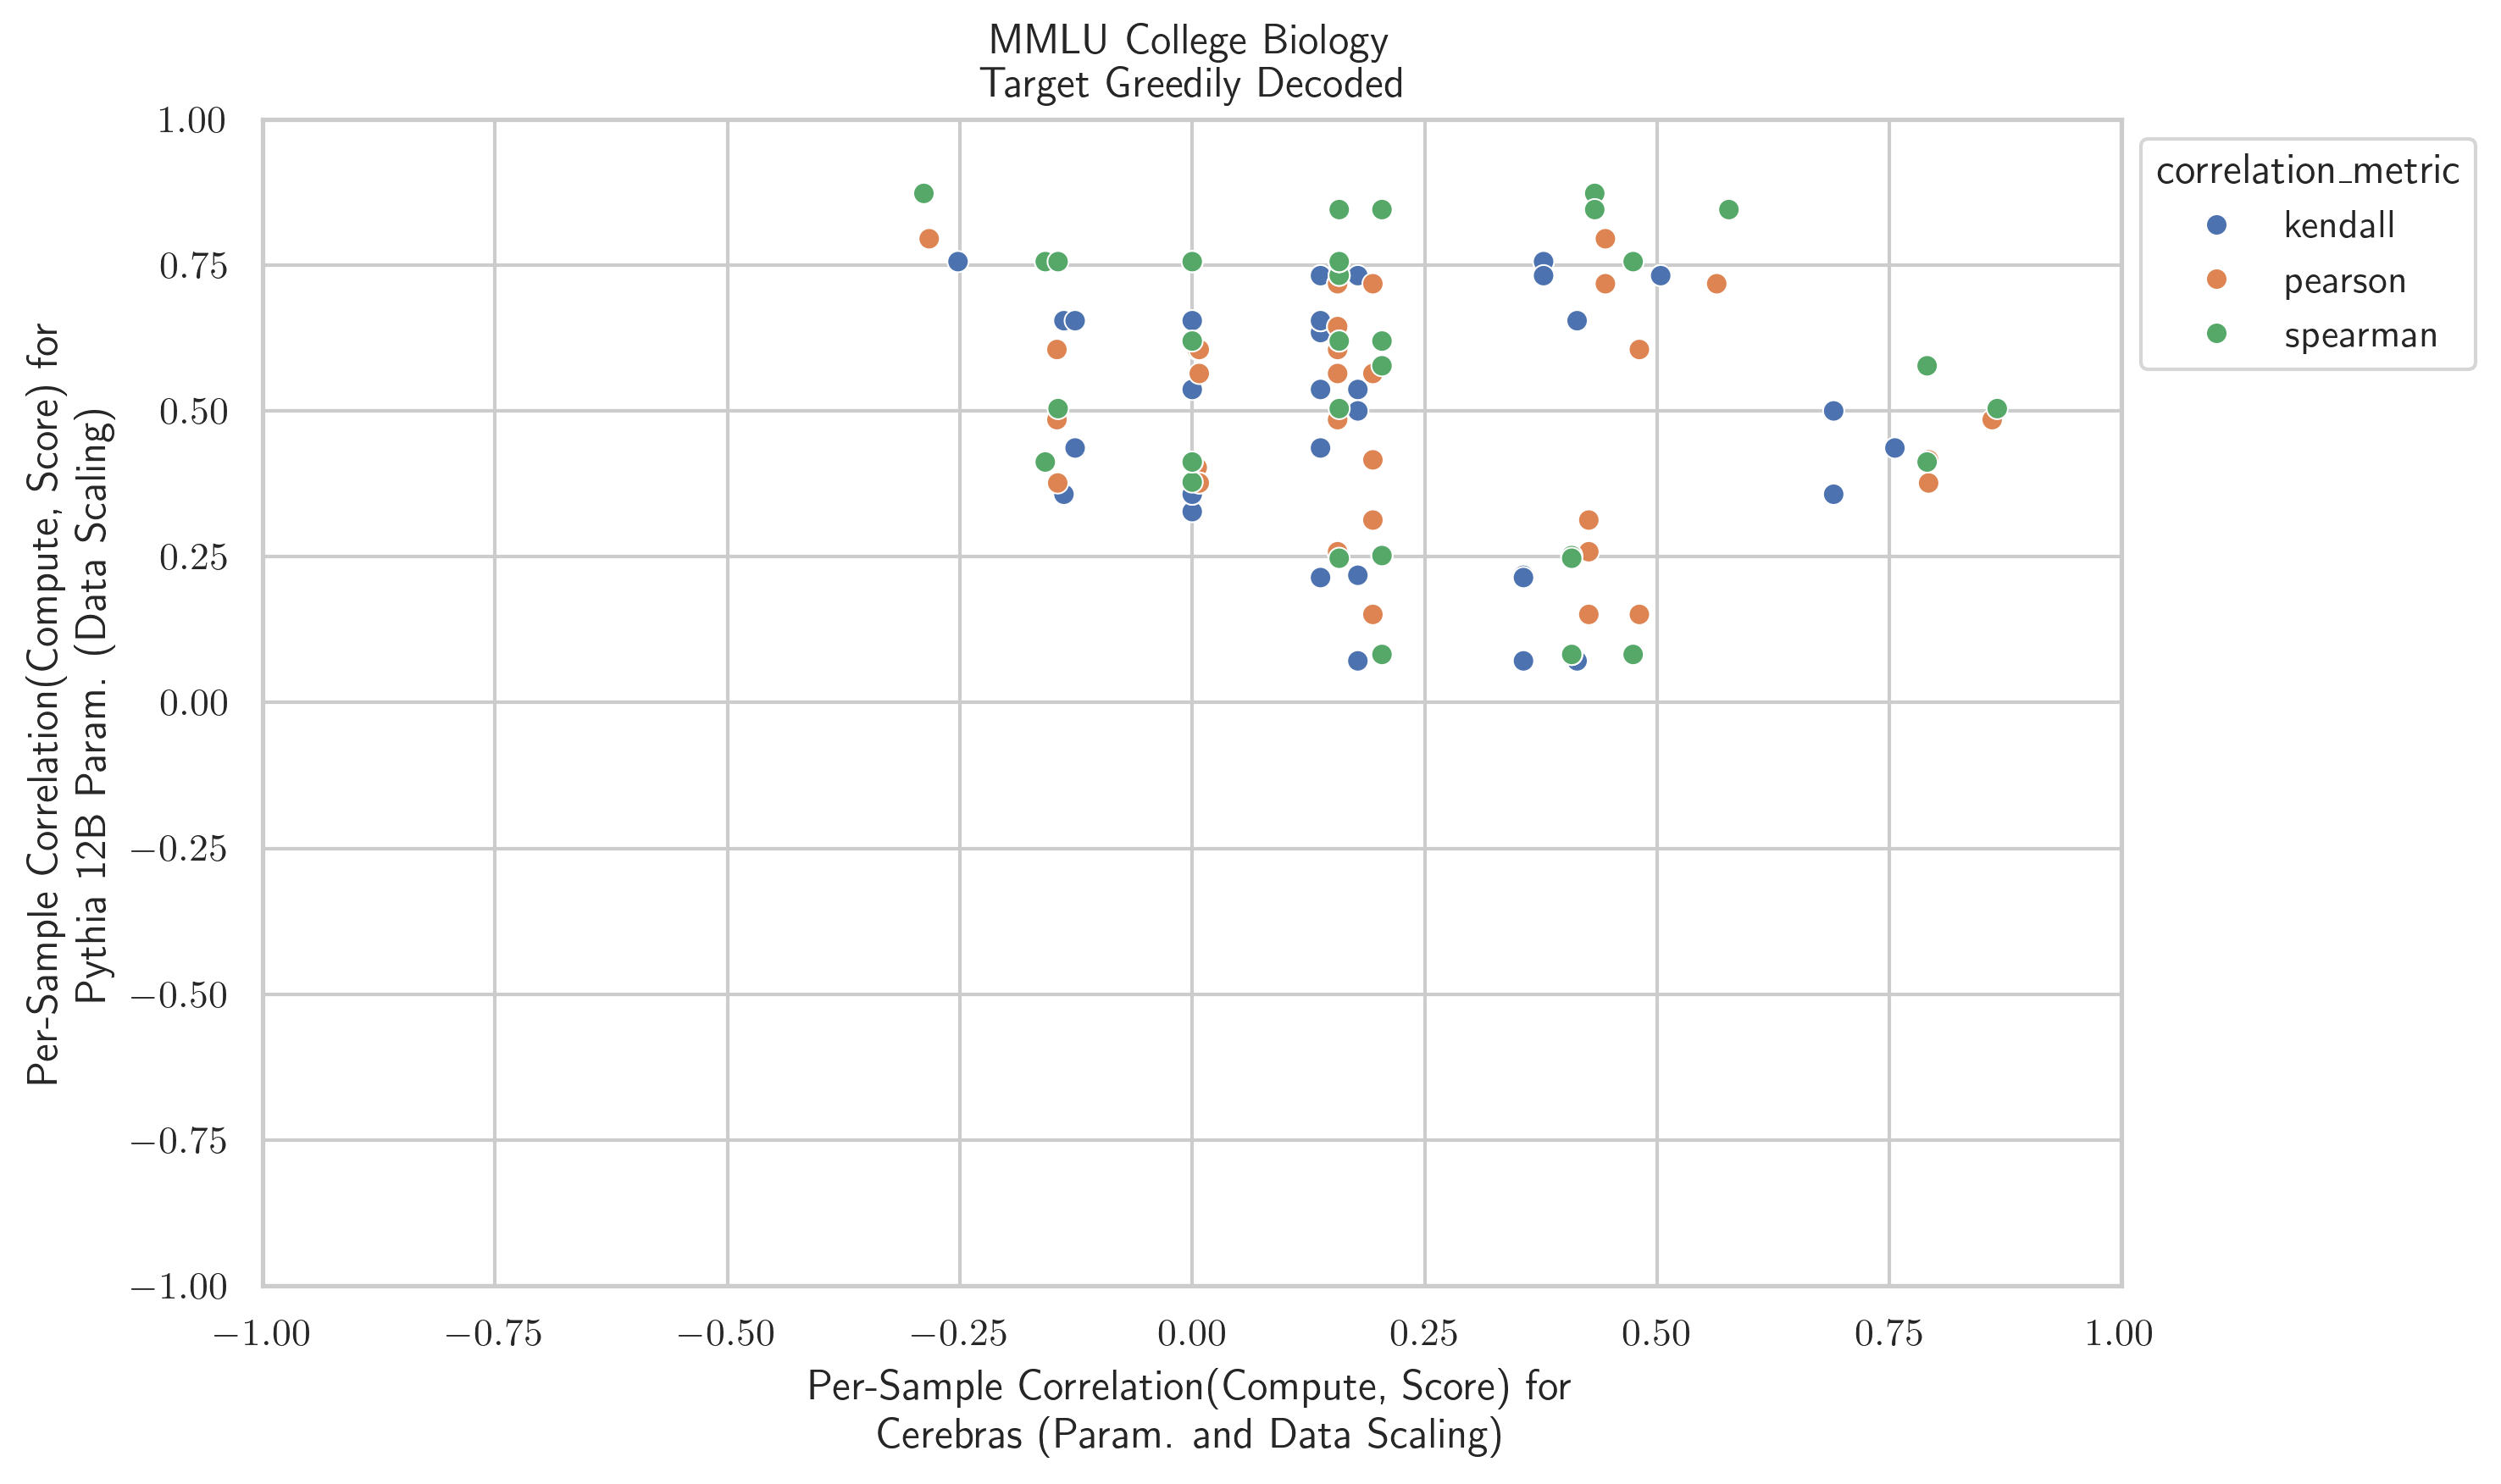 MMLU College Biology
Target Greedily Decoded
Per-Sample Correlation(Compute, Score) for
Pythia 12B Param. (Data Scaling)
1.00
0.75
0.50
0.25
0.00
−0.25
−0.50
−0.75
−1.00
−1.00 −0.75 −0.50 −0.25 0.00 0.25 0.50 0.75 1.00
Per-Sample Correlation(Compute, Score) for
Cerebras (Param. and Data Scaling)
correlation_metric
kendall
pearson
spearman